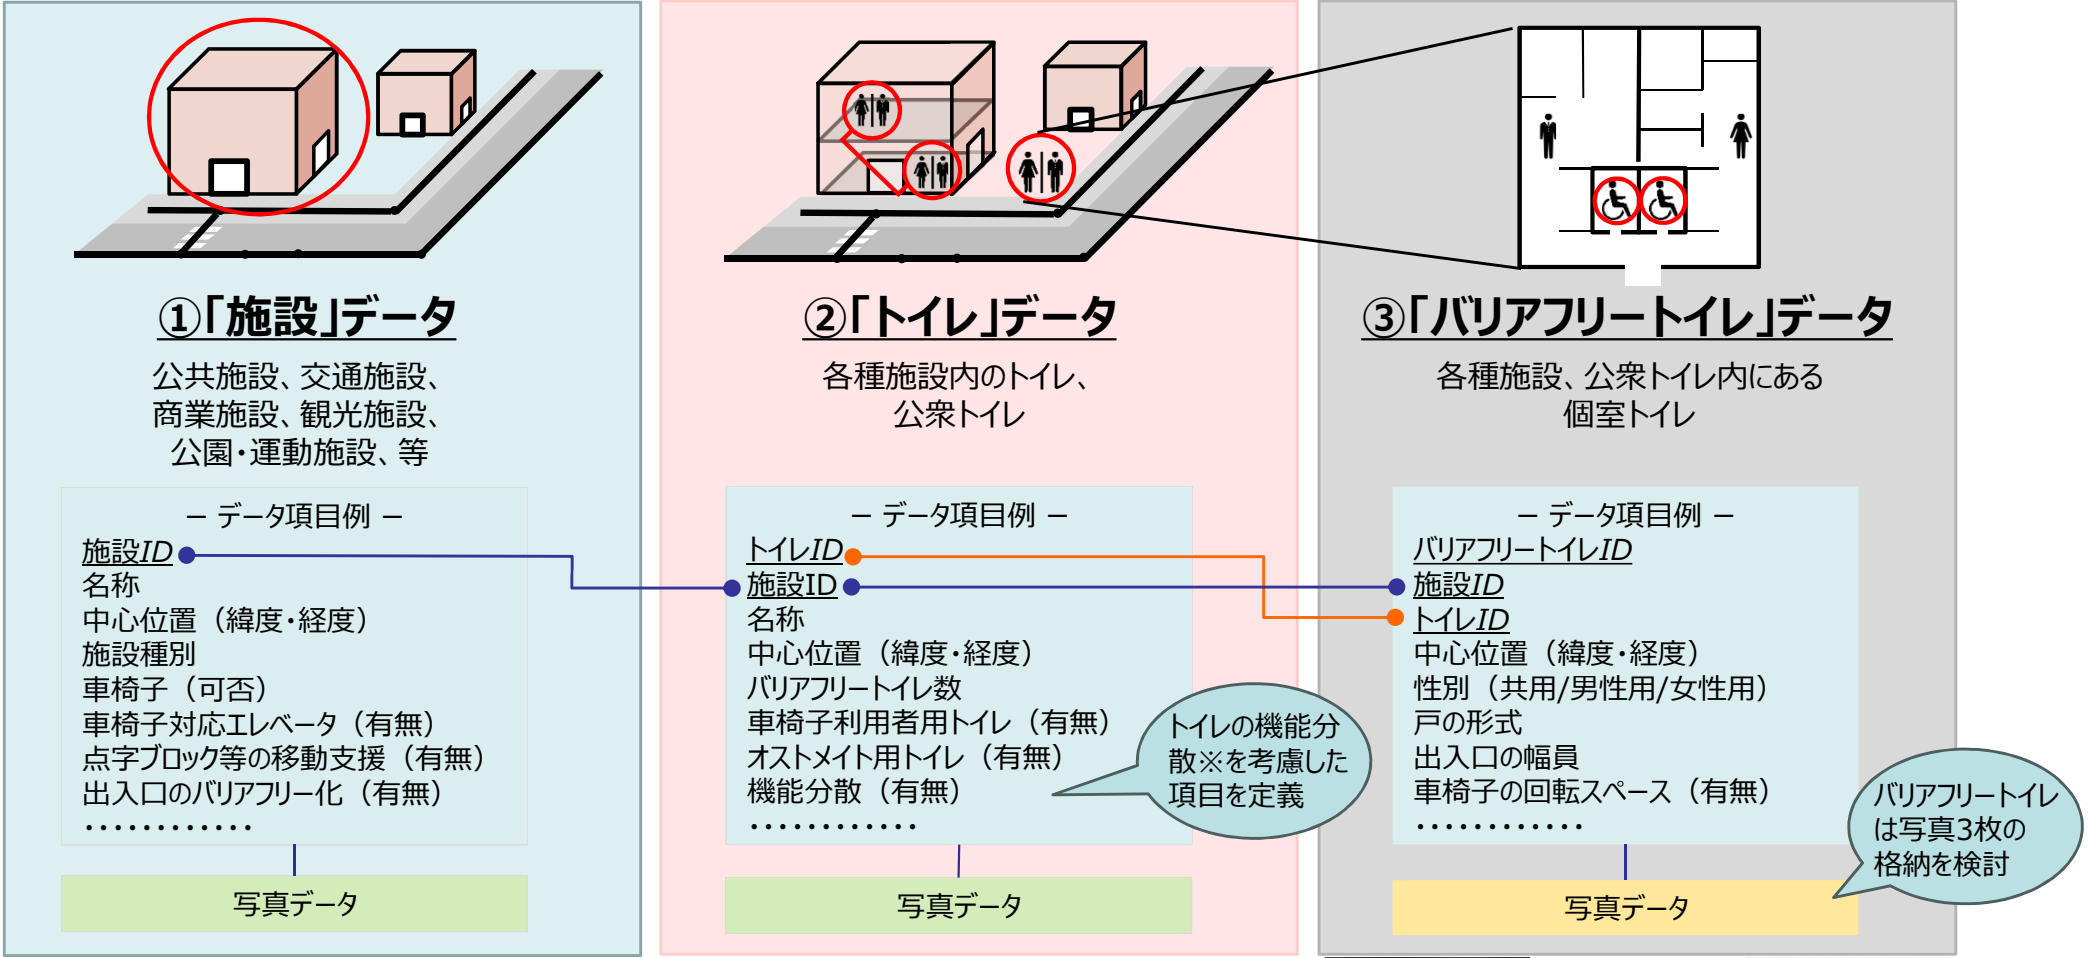 ①「施設」データ
公共施設、交通施設、
商業施設、観光施設、
公園・運動施設、等
－ データ項目例 －
施設ID
名称
中心位置（緯度・経度）
施設種別
車椅子（可否）
車椅子対応エレベータ（有無）
点字ブロック等の移動支援（有無）
出入口のバリアフリー化（有無）
・・・・・・・・・・・・
写真データ
②「トイレ」データ
各種施設内のトイレ、
公衆トイレ
－ データ項目例 －
トイレID
施設ID
名称
中心位置（緯度・経度）
バリアフリートイレ数
車椅子利用者用トイレ（有無）
オストメイト用トイレ（有無）
機能分散（有無）
・・・・・・・・・・・・
トイレの機能分
散※を考慮した
項目を定義
写真データ
③「バリアフリートイレ」データ
各種施設、公衆トイレ内にある
個室トイレ
－ データ項目例 －
バリアフリートイレID
施設ID
トイレID
中心位置（緯度・経度）
性別（共用/男性用/女性用）
戸の形式
出入口の幅員
車椅子の回転スペース（有無）
・・・・・・・・・・・・
バリアフリートイレ
は写真3枚の
格納を検討
写真データ